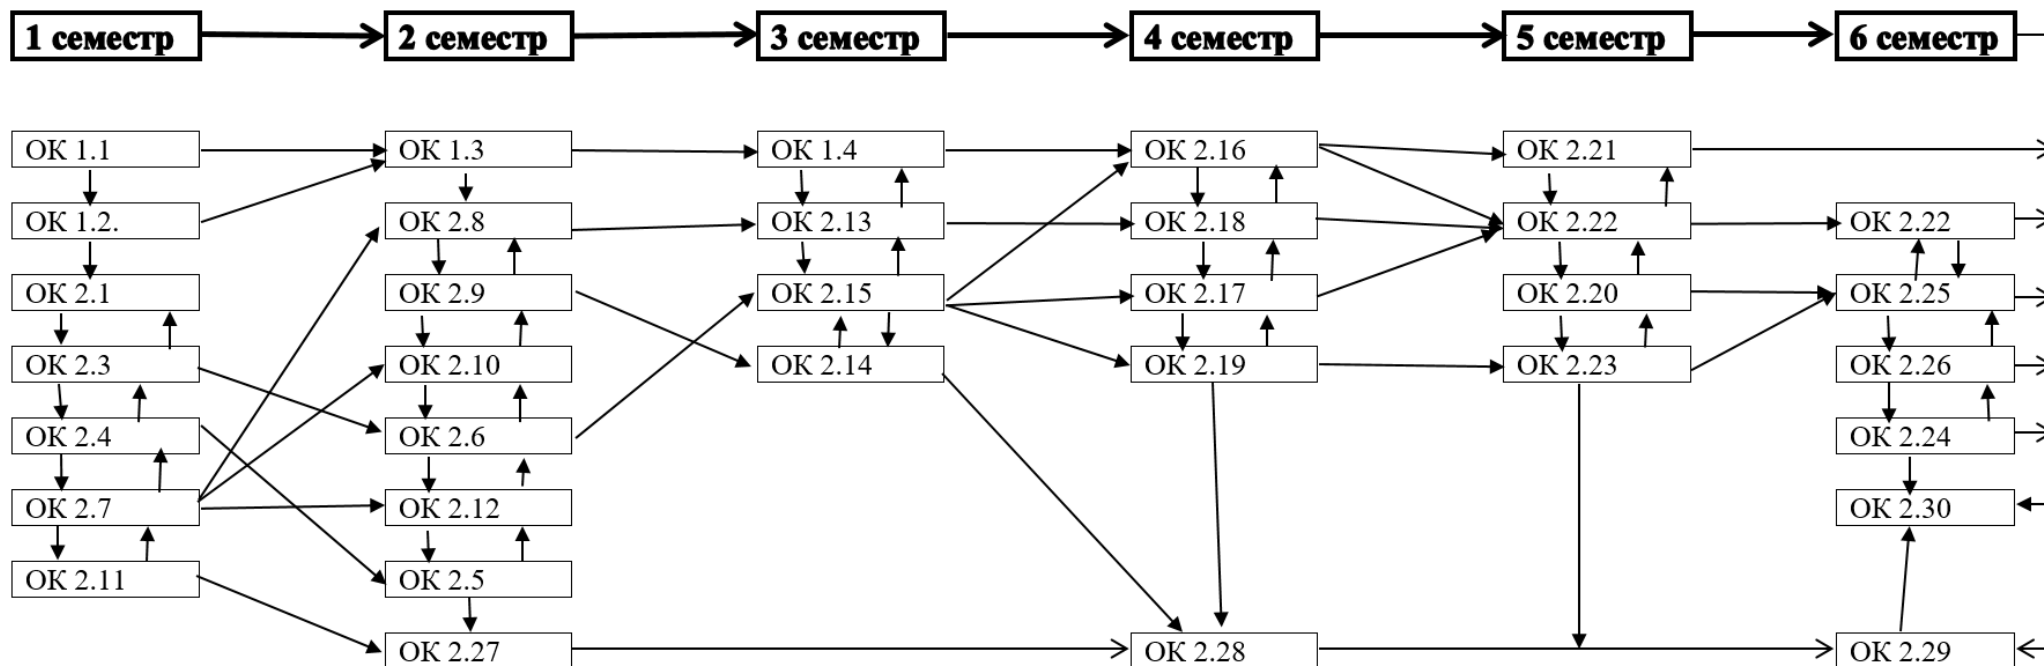 1 семестр
2 семестр
3 семестр
4 семестр
5 семестр
6 семестр
ОК 1.1
ОК 1.3
ОК 1.4
ОК 2.16
ОК 2.21
ОК 1.2.
ОК 2.8
ОК 2.13
ОК 2.18
ОК 2.22
ОК 2.22
ОК 2.1
ОК 2.9
ОК 2.15
ОК 2.17
ОК 2.20
ОК 2.25
ОК 2.3
ОК 2.10
ОК 2.14
ОК 2.19
ОК 2.23
ОК 2.26
ОК 2.4
ОК 2.6
ОК 2.24
ОК 2.7
ОК 2.12
ОК 2.30
ОК 2.11
ОК 2.5
ОК 2.27
ОК 2.28
ОК 2.29